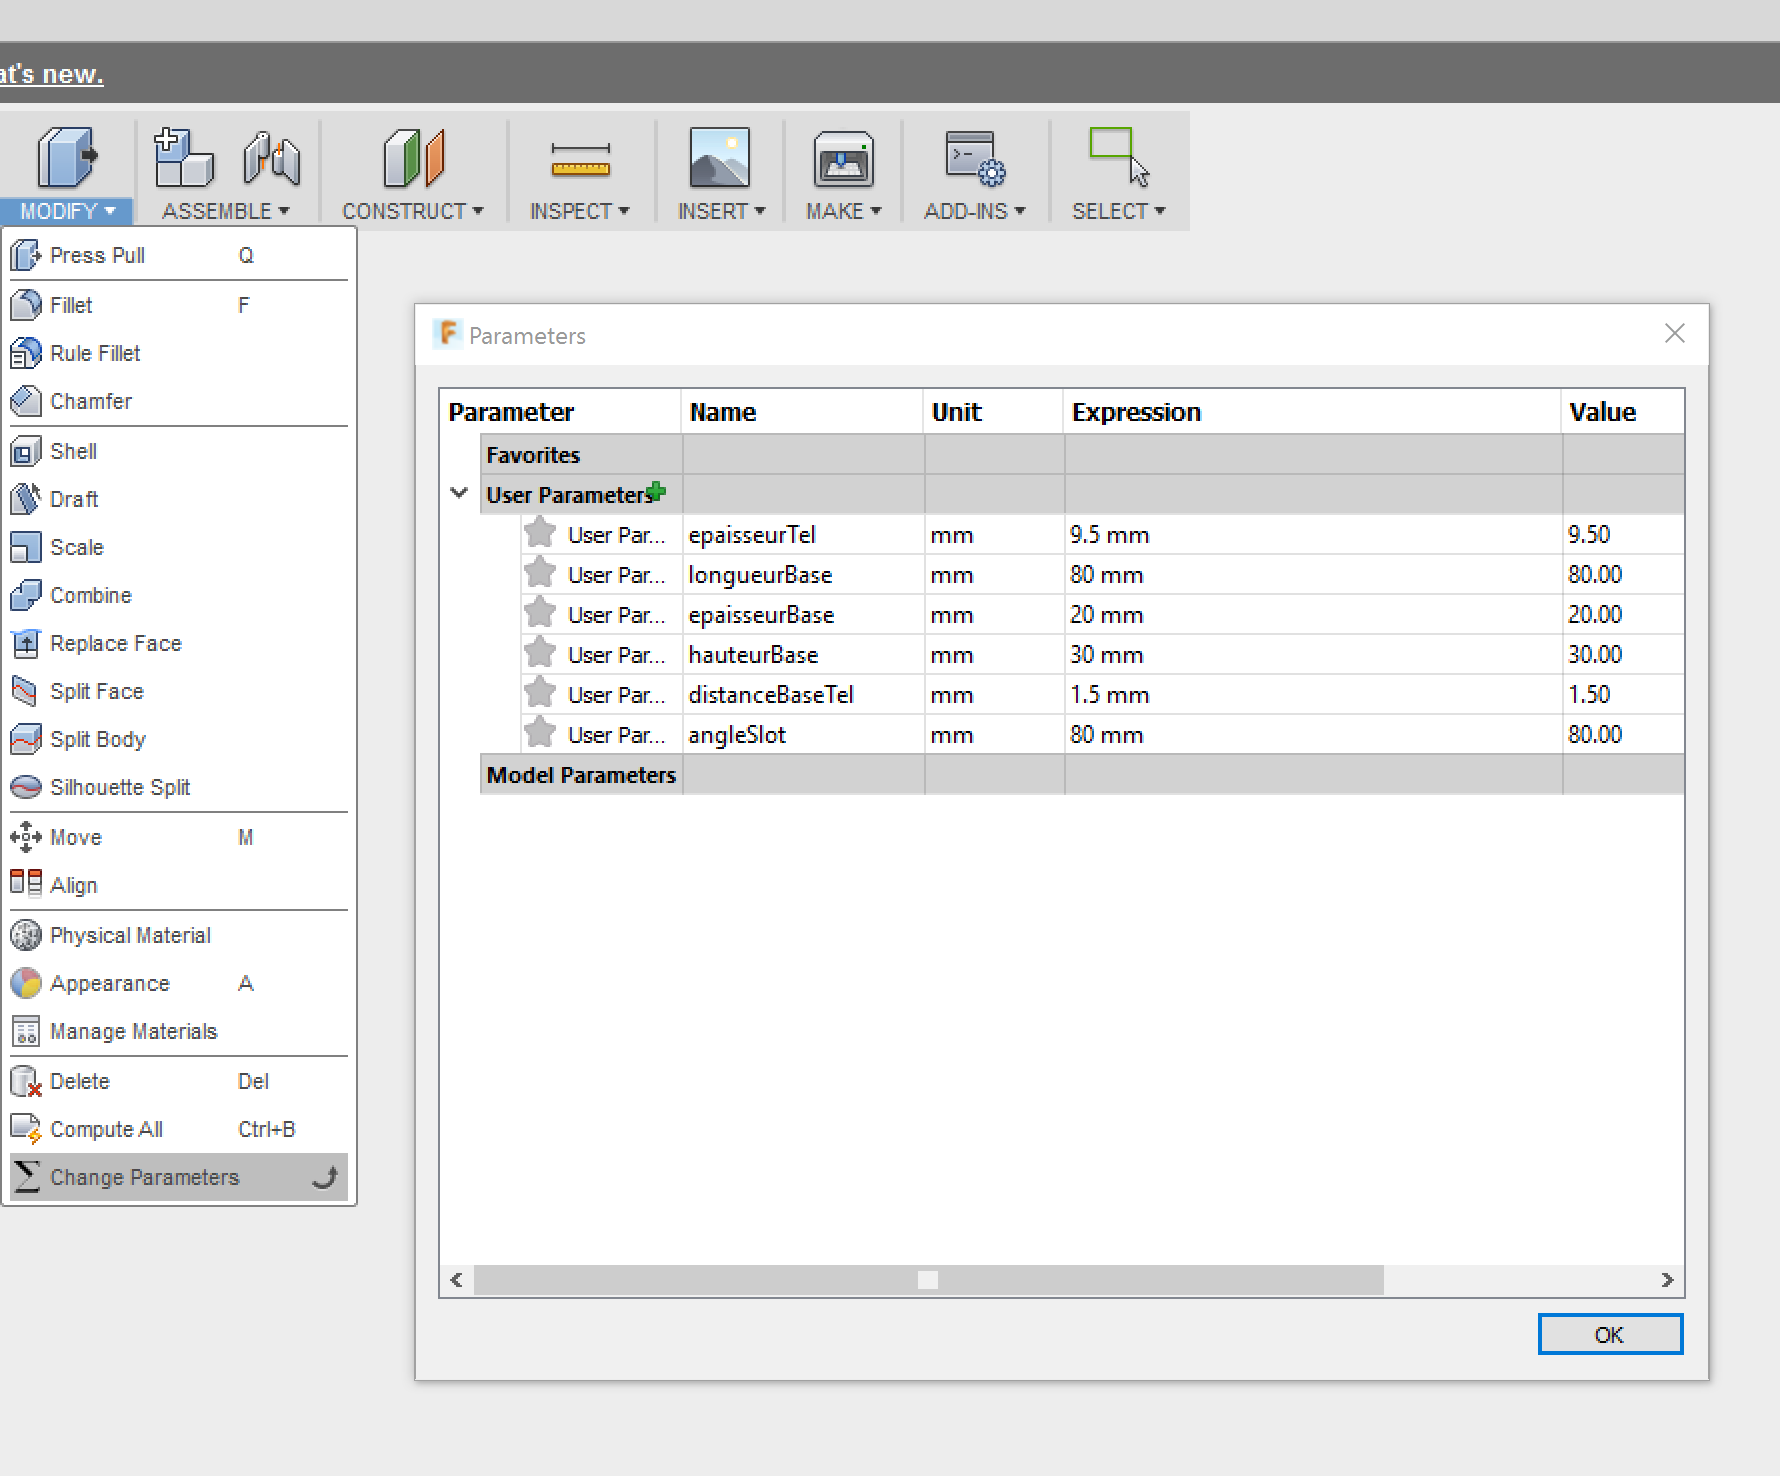 at's new.
MODIFY ASSEMBLE CONSTRUCT INSPECT INSERT MAKE ADD-INS SELECT
Press Pull Q
Fillet F
Rule Fillet
Chamfer
Shell
Draft
Scale
Combine
Replace Face
Split Face
Split Body
Silhouette Split
Move M
Align
Physical Material
Appearance A
Manage Materials
Delete Del
Compute All Ctrl+B
Change Parameters
Parameters
Parameter Name Unit Expression Value
Favorites
User Parameters
User Par... epaisseurTel mm 9.5 mm 9.50
User Par... longueurBase mm 80 mm 80.00
User Par... epaisseurBase mm 20 mm 20.00
User Par... hauteurBase mm 30 mm 30.00
User Par... distanceBaseTel mm 1.5 mm 1.50
User Par... angleSlot mm 80 mm 80.00
Model Parameters
OK